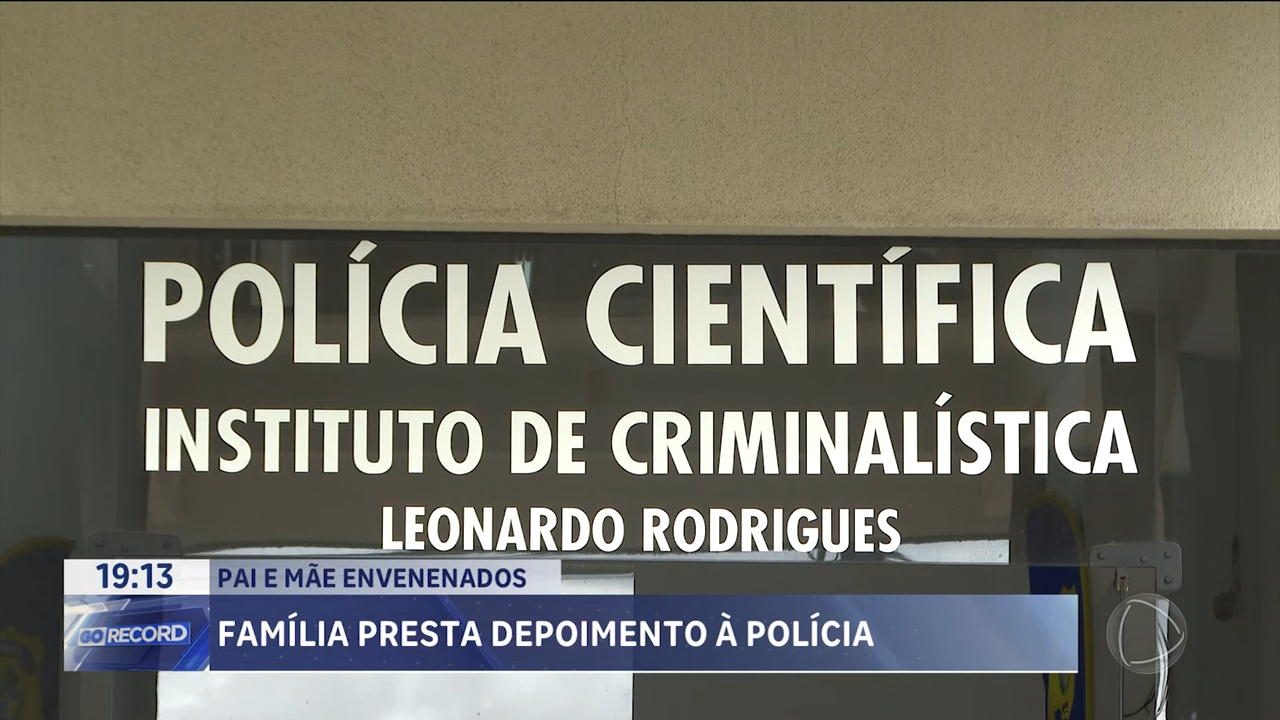 POLÍCIA CIENTÍFICA
INSTITUTO DE CRIMINALÍSTICA
LEONARDO RODRIGUES
19:13 PAI E MÃE ENVENENADOS
GO RECORD FAMÍLIA PRESTA DEPOIMENTO À POLÍCIA